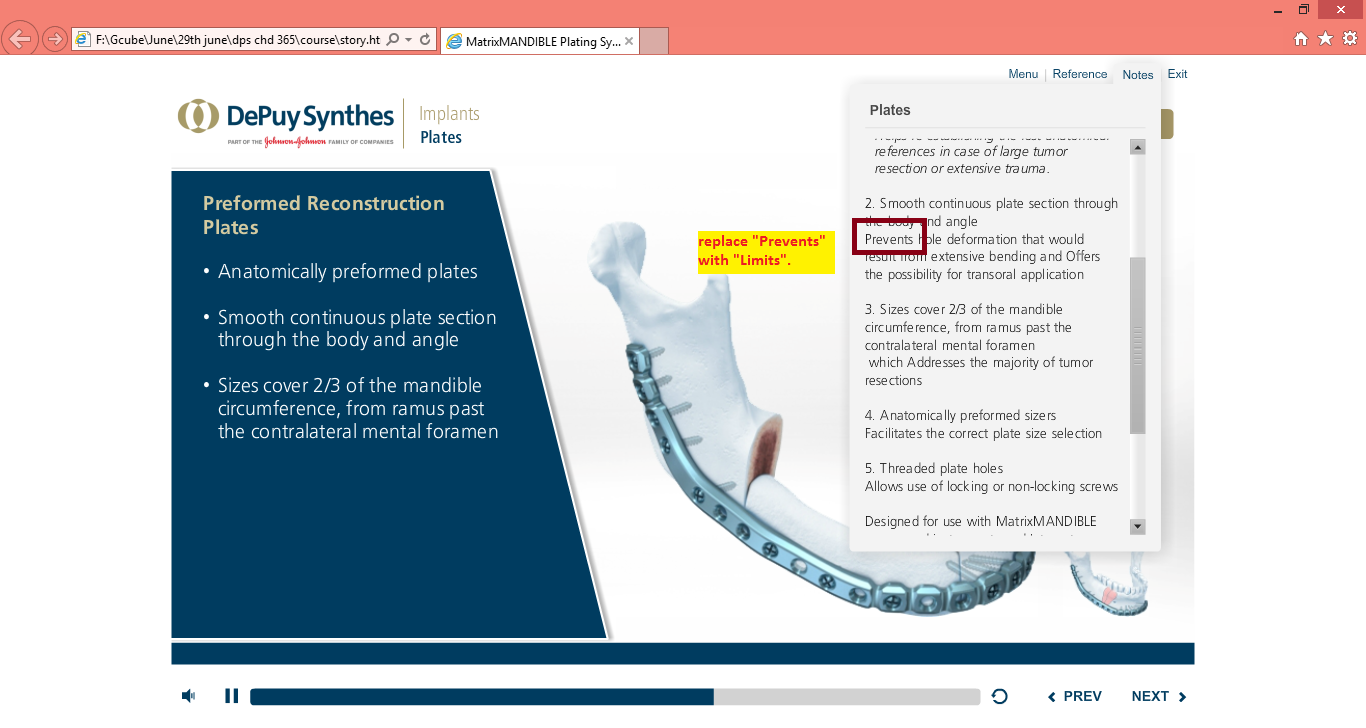 F:\Gcube\June\29th june\dps chd 365\course\story.ht
MatrixMANDIBLE Plating Sy...
Menu
Reference
Notes
Exit
DePuy Synthes
PART OF THE Johnson-Johnson FAMILY OF COMPANIES
Implants
Plates
Preformed Reconstruction
Plates
• Anatomically preformed plates
• Smooth continuous plate section
through the body and angle
• Sizes cover 2/3 of the mandible
circumference, from ramus past
the contralateral mental foramen
replace "Prevents"
with "Limits".
Plates
references in case of large tumor
resection or extensive trauma.
2. Smooth continuous plate section through
the body and angle
Prevents hole deformation that would
result from extensive bending and Offers
the possibility for transoral application
3. Sizes cover 2/3 of the mandible
circumference, from ramus past the
contralateral mental foramen
which Addresses the majority of tumor
resections
4. Anatomically preformed sizers
Facilitates the correct plate size selection
5. Threaded plate holes
Allows use of locking or non-locking screws
Designed for use with MatrixMANDIBLE
PREV
NEXT